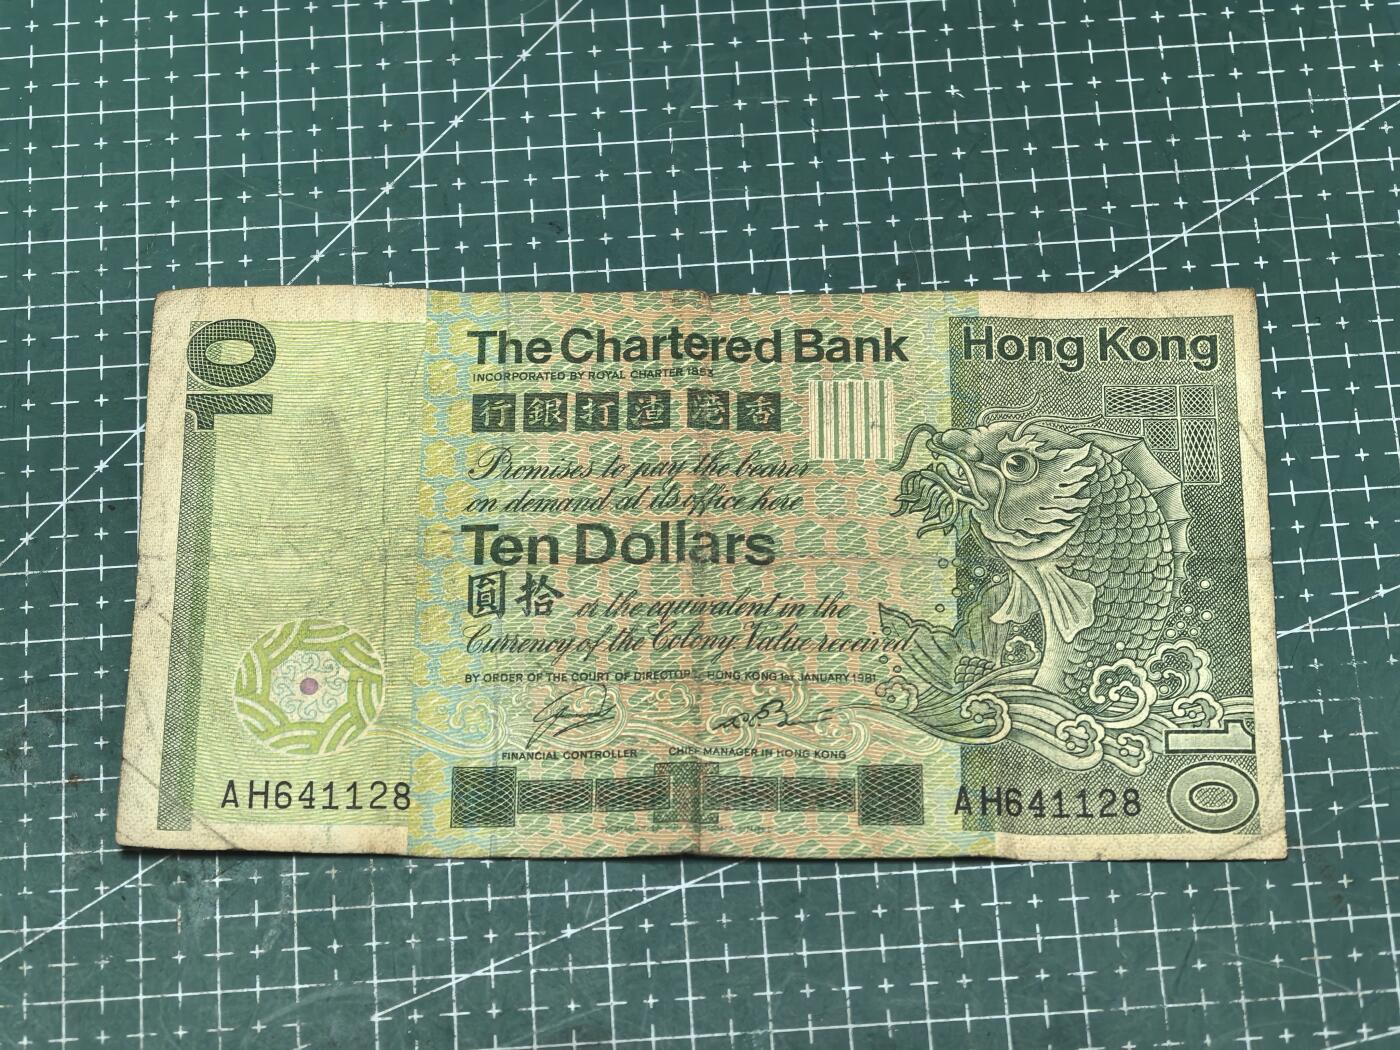 10
The Chartered Bank
INCORPORATED BY ROYAL CHARTER 1853
行銀打渣 港香
Promises to pay the bearer
on demand at its office here
Ten Dollars
圓拾 or the equivalent in the
Currency of the Colony Value received
BY ORDER OF THE COURT OF DIRECTORS HONG KONG 1ST JANUARY 1981
FINANCIAL CONTROLLER CHIEF MANAGER IN HONG KONG
AH641128
Hong Kong
10
AH641128